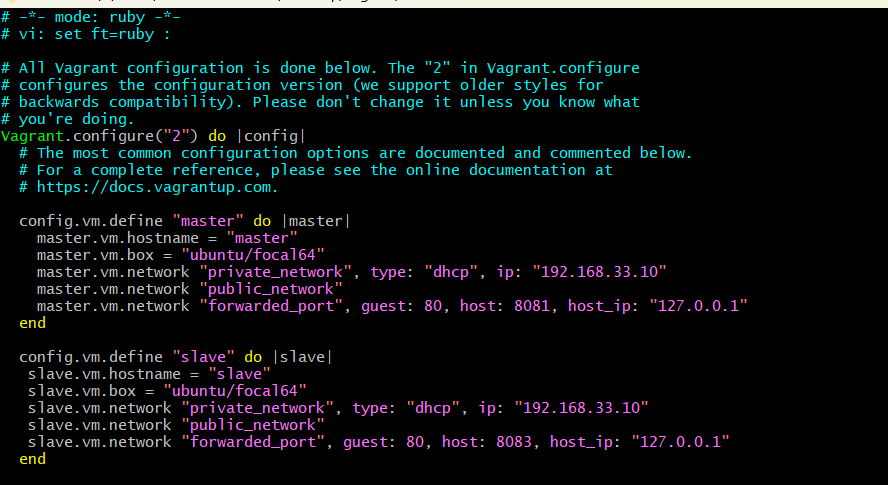 # -*- mode: ruby -*-
# vi: set ft=ruby :
# All Vagrant configuration is done below. The "2" in Vagrant.configure
# configures the configuration version (we support older styles for
# backwards compatibility). Please don't change it unless you know what
# you're doing.
Vagrant.configure("2") do |config|
  # The most common configuration options are documented and commented below.
  # For a complete reference, please see the online documentation at
  # https://docs.vagrantup.com.
  config.vm.define "master" do |master|
    master.vm.hostname = "master"
    master.vm.box = "ubuntu/focal64"
    master.vm.network "private_network", type: "dhcp", ip: "192.168.33.10"
    master.vm.network "public_network"
    master.vm.network "forwarded_port", guest: 80, host: 8081, host_ip: "127.0.0.1"
  end
  config.vm.define "slave" do |slave|
   slave.vm.hostname = "slave"
   slave.vm.box = "ubuntu/focal64"
   slave.vm.network "private_network", type: "dhcp", ip: "192.168.33.10"
   slave.vm.network "public_network"
   slave.vm.network "forwarded_port", guest: 80, host: 8083, host_ip: "127.0.0.1"
  end